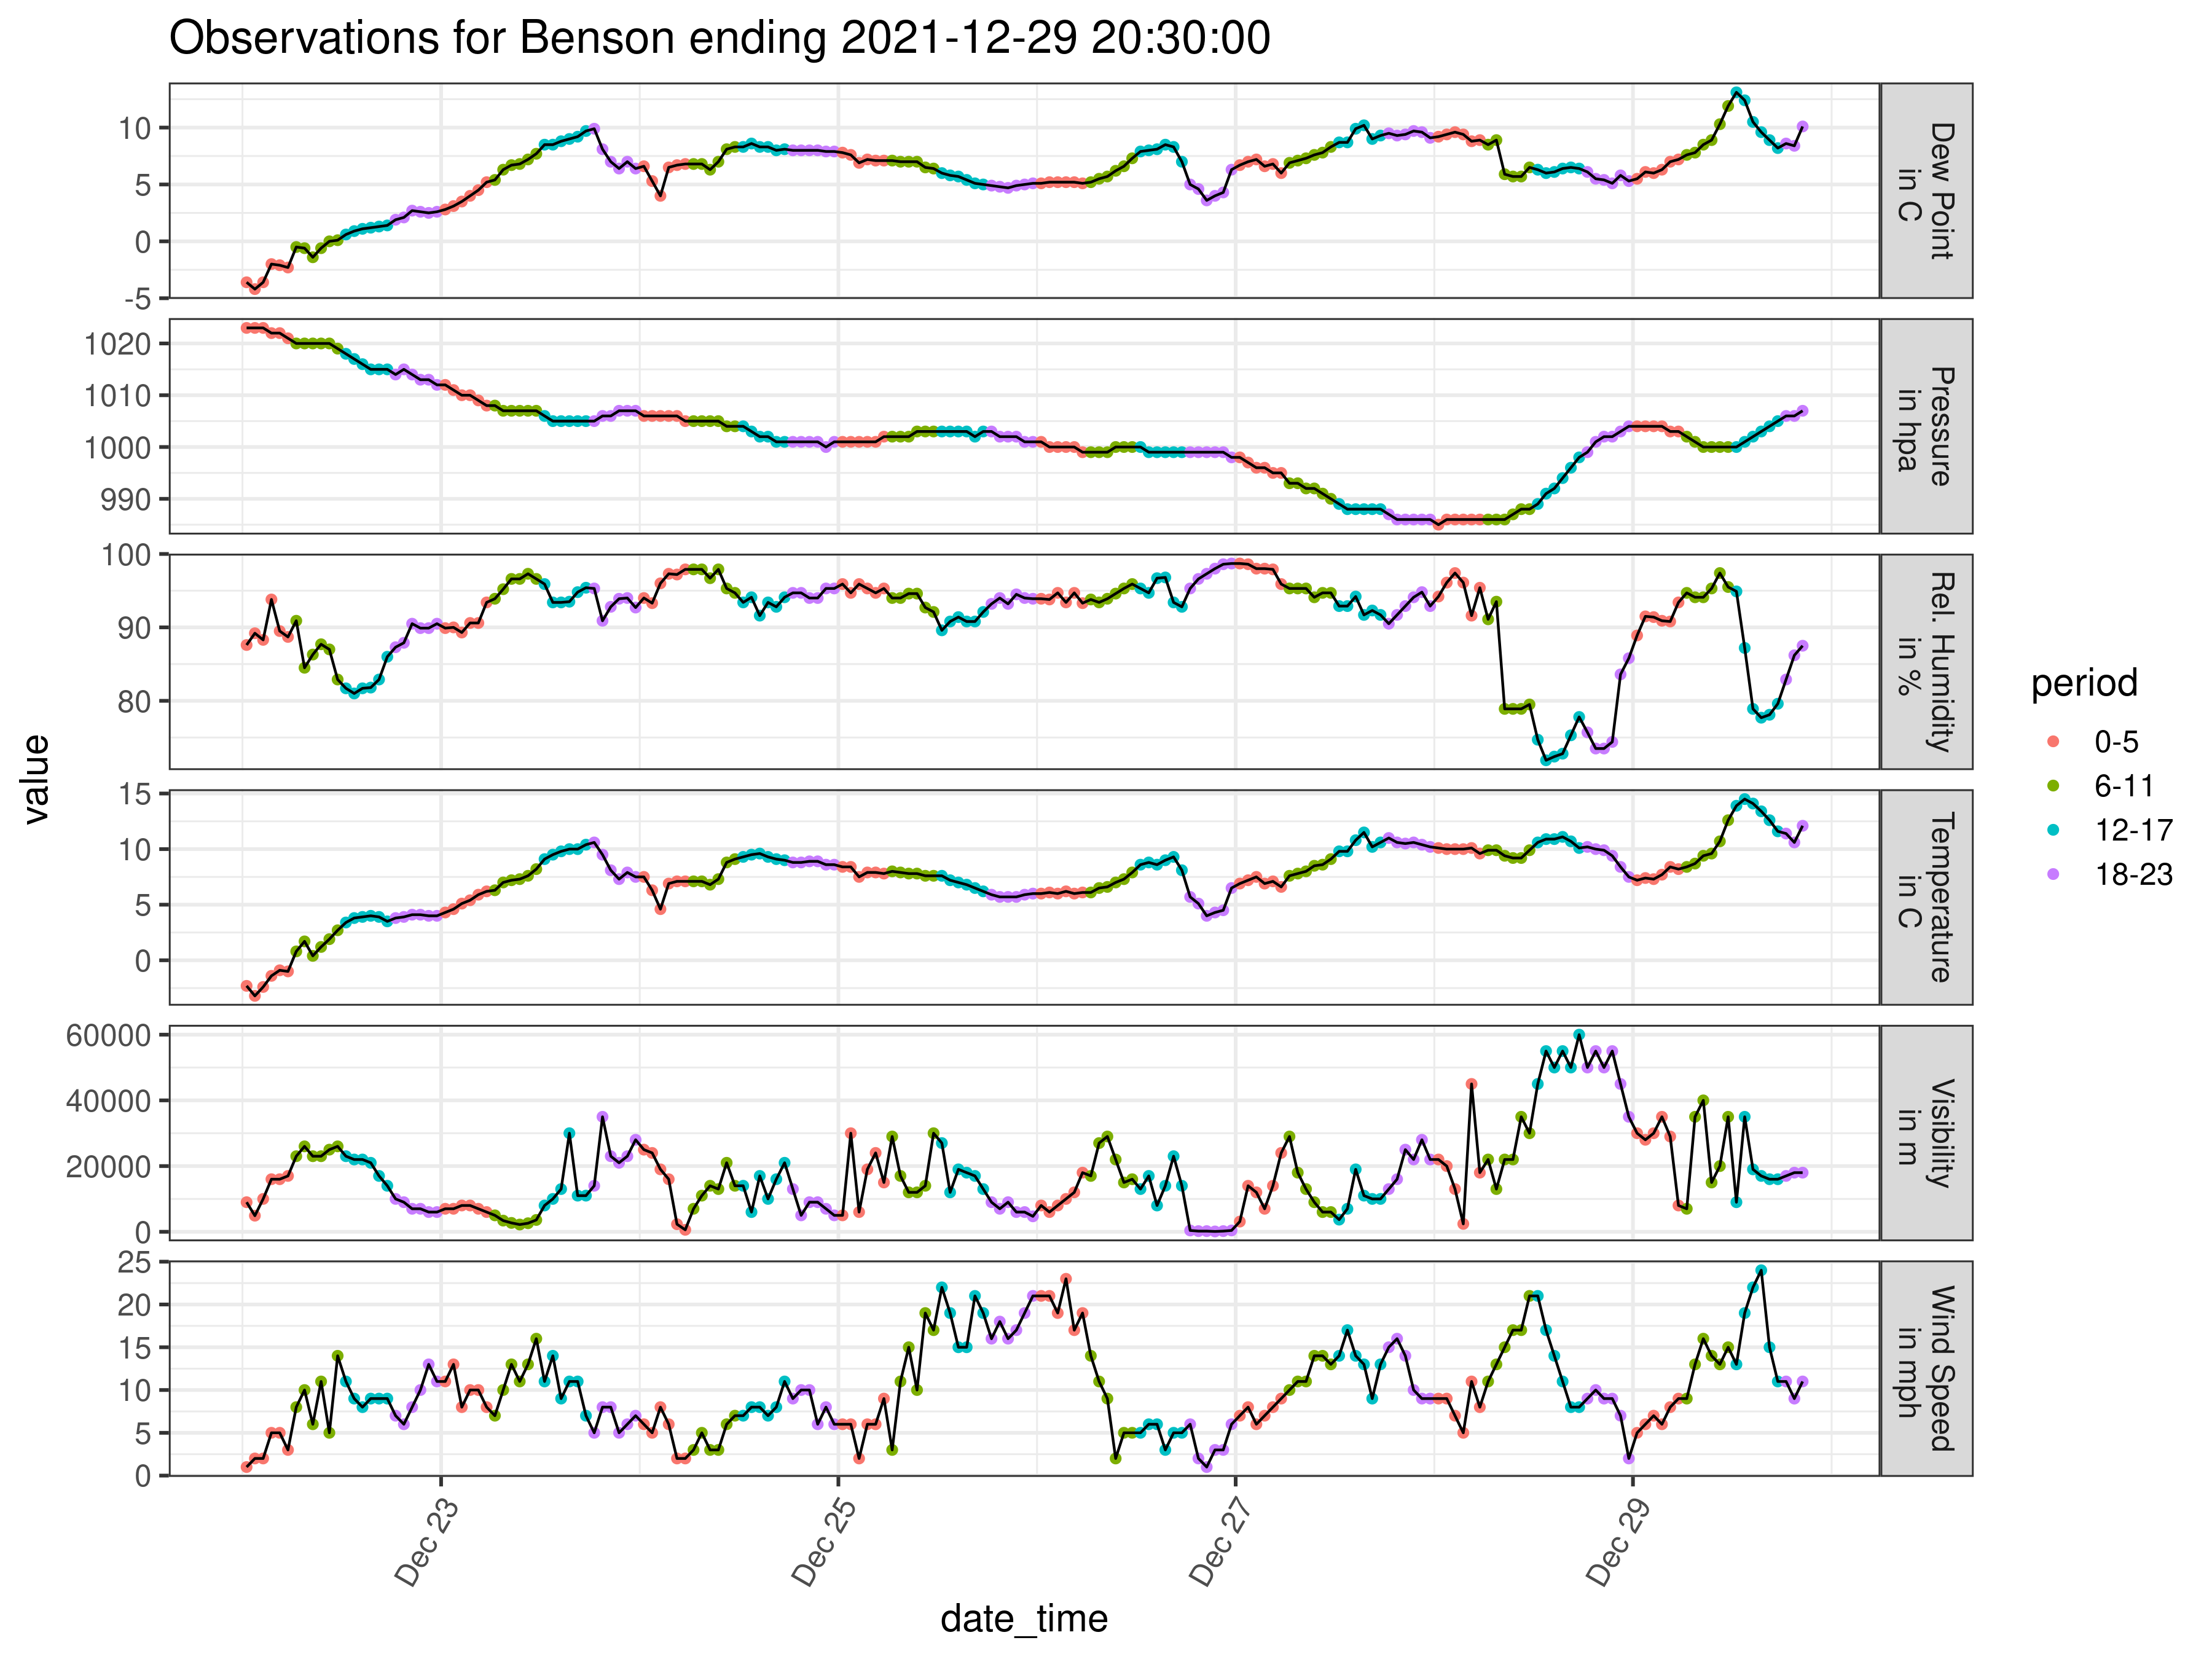 Observations for Benson ending 2021-12-29 20:30:00
10
5
0
-5
Dew Point
in C
1020
1010
1000
990
Pressure
in hpa
100
90
80
Rel. Humidity
in %
15
10
5
0
Temperature
in C
60000
40000
20000
0
Visibility
in m
25
20
15
10
5
0
Wind Speed
in mph
value
Dec 23
Dec 25
Dec 27
Dec 29
date_time
period
0-5
6-11
12-17
18-23